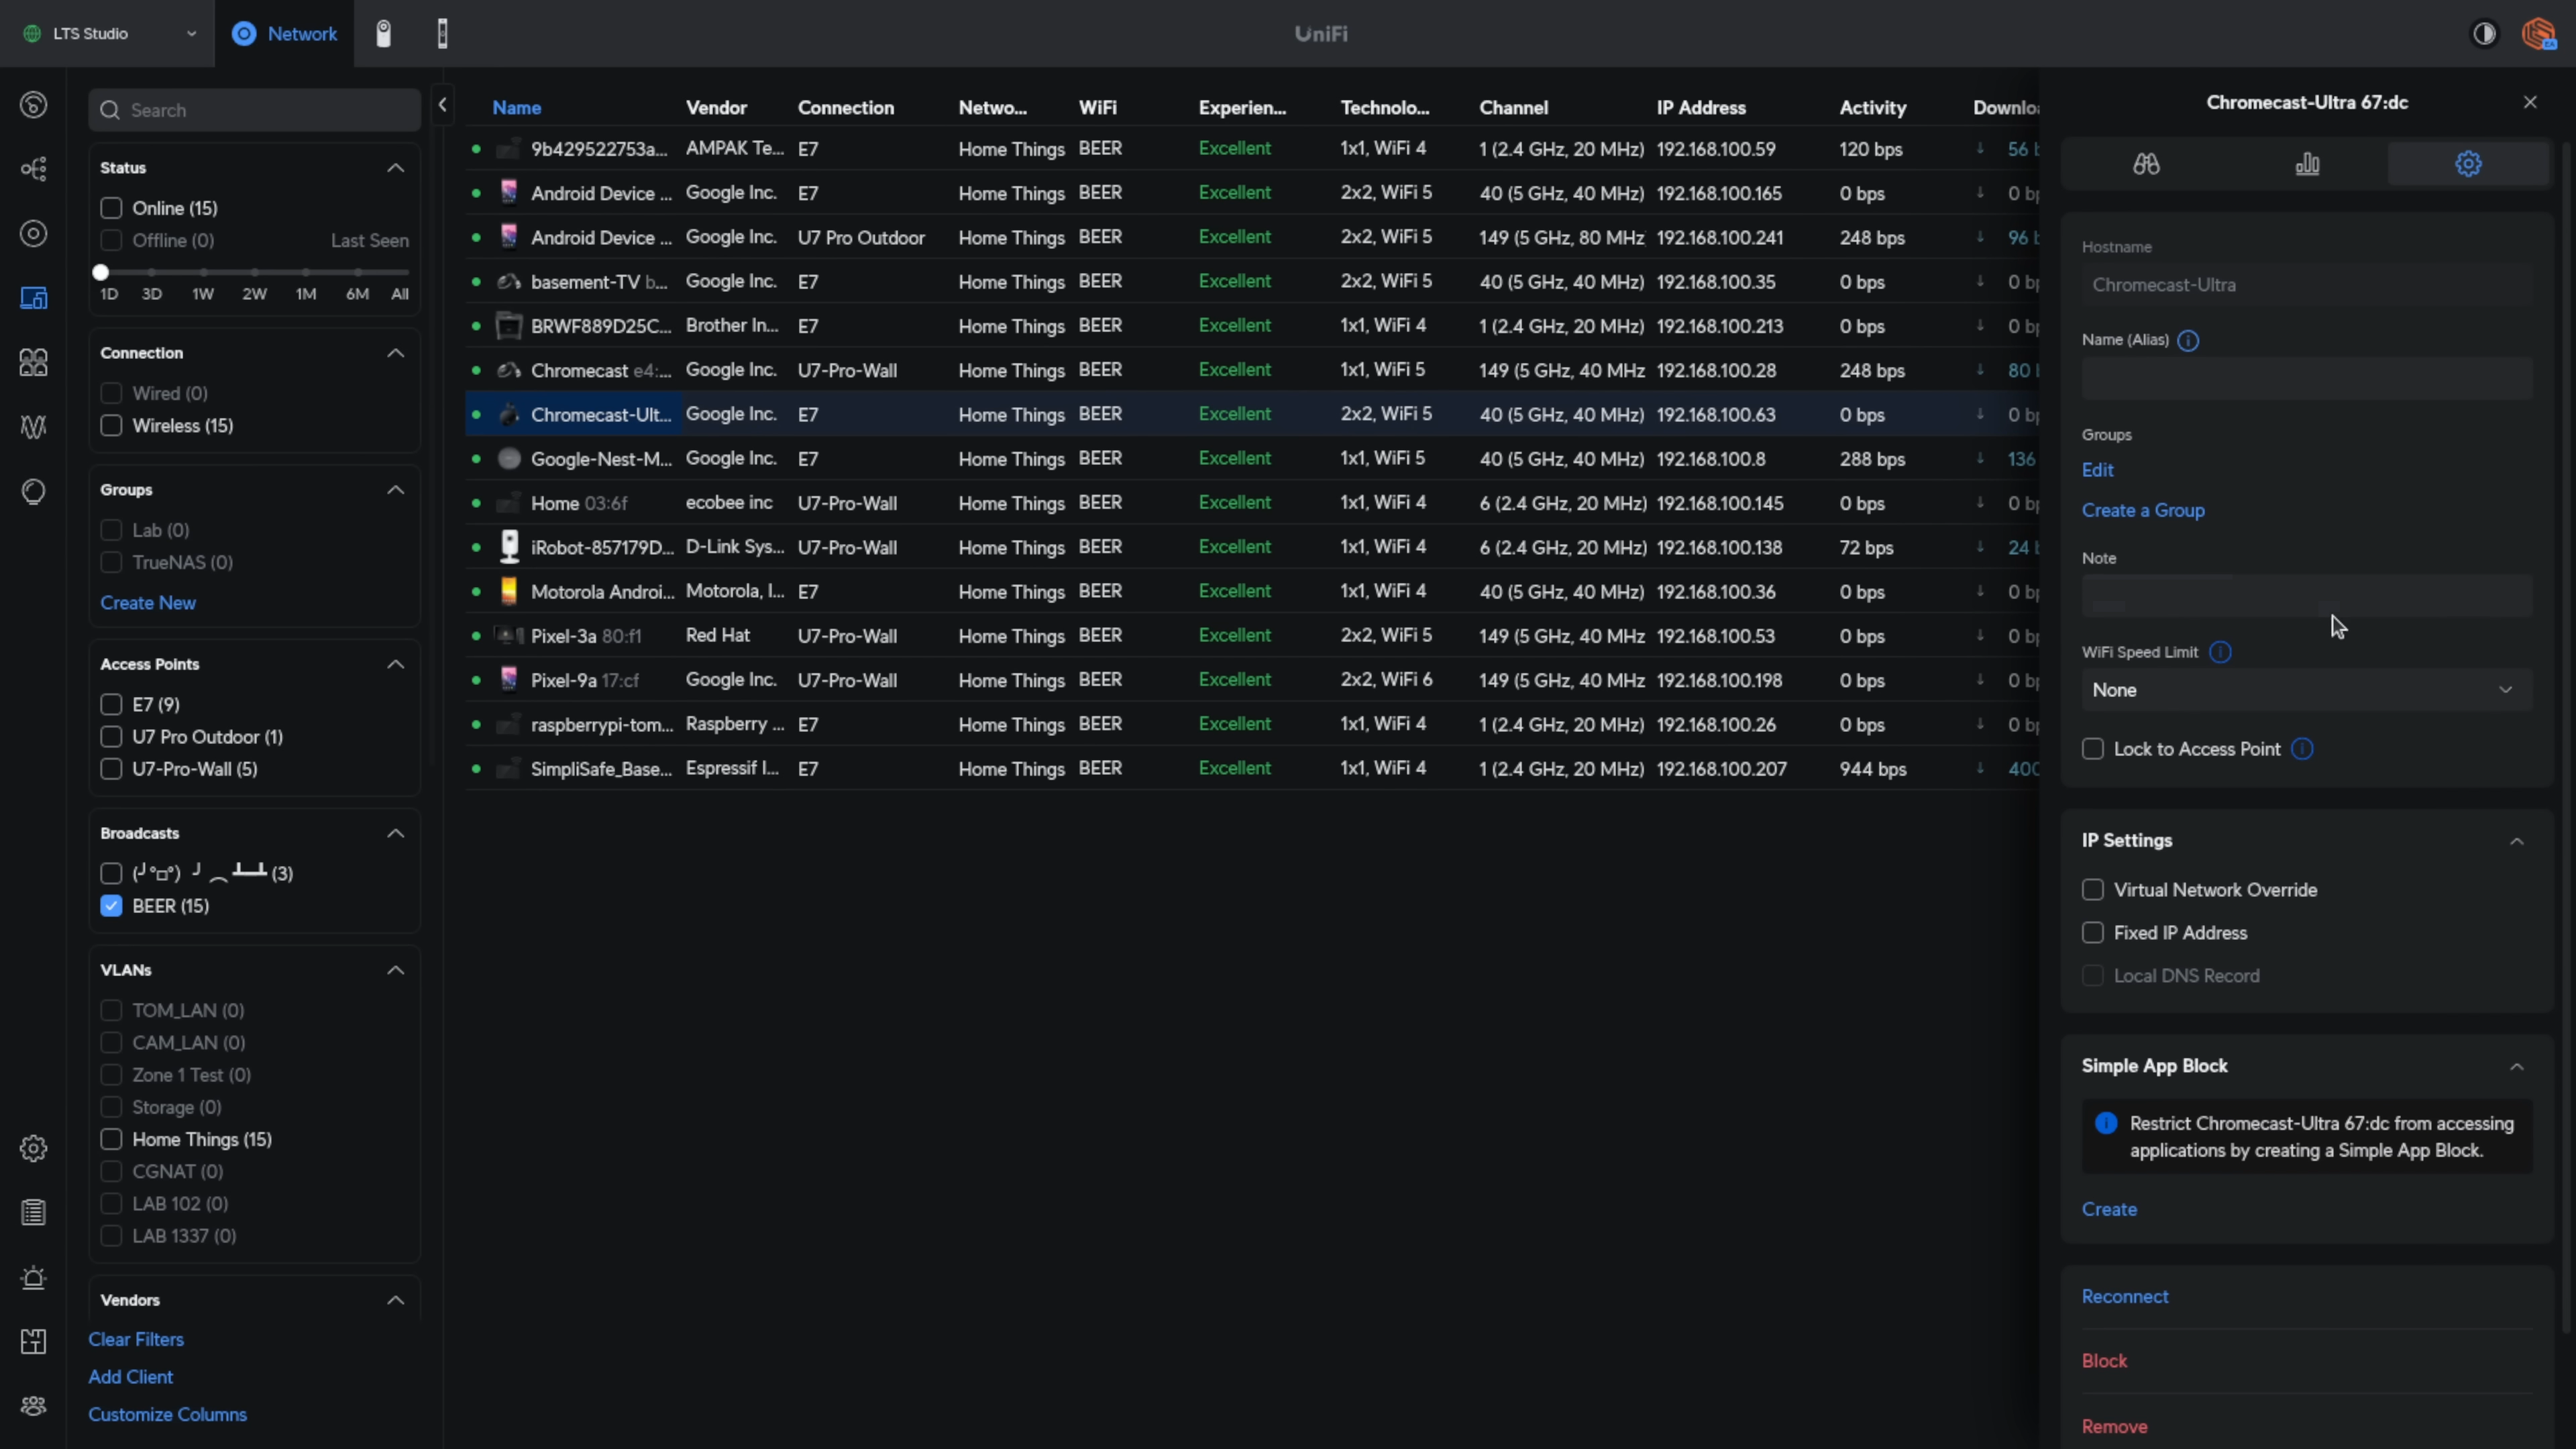 LTS Studio
Network
UniFi
Search
Status
Online (15)
Offline (0) Last Seen
1D 3D 1W 2W 1M 6M All
Connection
Wired (0)
Wireless (15)
Groups
Lab (0)
TrueNAS (0)
Create New
Access Points
E7 (9)
U7 Pro Outdoor (1)
U7-Pro-Wall (5)
Broadcasts
(╯°□°) ╯ ︵ ┻━┻ (3)
BEER (15)
VLANs
TOM_LAN (0)
CAM_LAN (0)
Zone 1 Test (0)
Storage (0)
Home Things (15)
CGNAT (0)
LAB 102 (0)
LAB 1337 (0)
Vendors
Clear Filters
Add Client
Customize Columns
Name Vendor Connection Netwo... WiFi Experien... Technolo... Channel IP Address Activity Downlo
9b429522753a... AMPAK Te... E7 Home Things BEER Excellent 1x1, WiFi 4 1 (2.4 GHz, 20 MHz) 192.168.100.59 120 bps ↓ 56 b
Android Device ... Google Inc. E7 Home Things BEER Excellent 2x2, WiFi 5 40 (5 GHz, 40 MHz) 192.168.100.165 0 bps ↓ 0 bp
Android Device ... Google Inc. U7 Pro Outdoor Home Things BEER Excellent 2x2, WiFi 5 149 (5 GHz, 80 MHz 192.168.100.241 248 bps ↓ 96 b
basement-TV b... Google Inc. E7 Home Things BEER Excellent 2x2, WiFi 5 40 (5 GHz, 40 MHz) 192.168.100.35 0 bps ↓ 0 bp
BRWF889D25C... Brother In... E7 Home Things BEER Excellent 1x1, WiFi 4 1 (2.4 GHz, 20 MHz) 192.168.100.213 0 bps ↓ 0 bp
Chromecast e4:... Google Inc. U7-Pro-Wall Home Things BEER Excellent 1x1, WiFi 5 149 (5 GHz, 40 MHz 192.168.100.28 248 bps ↓ 80
Chromecast-Ult... Google Inc. E7 Home Things BEER Excellent 2x2, WiFi 5 40 (5 GHz, 40 MHz) 192.168.100.63 0 bps ↓ 0 bp
Google-Nest-M... Google Inc. E7 Home Things BEER Excellent 1x1, WiFi 5 40 (5 GHz, 40 MHz) 192.168.100.8 288 bps ↓ 136
Home 03:6f ecobee inc U7-Pro-Wall Home Things BEER Excellent 1x1, WiFi 4 6 (2.4 GHz, 20 MHz) 192.168.100.145 0 bps ↓ 0 bp
iRobot-857179D... D-Link Sys... U7-Pro-Wall Home Things BEER Excellent 1x1, WiFi 4 6 (2.4 GHz, 20 MHz) 192.168.100.138 72 bps ↓ 24 b
Motorola Androi... Motorola, I... E7 Home Things BEER Excellent 1x1, WiFi 4 40 (5 GHz, 40 MHz) 192.168.100.36 0 bps ↓ 0 bp
Pixel-3a 80:f1 Red Hat U7-Pro-Wall Home Things BEER Excellent 2x2, WiFi 5 149 (5 GHz, 40 MHz 192.168.100.53 0 bps ↓ 0 bp
Pixel-9a 17:cf Google Inc. U7-Pro-Wall Home Things BEER Excellent 2x2, WiFi 6 149 (5 GHz, 40 MHz 192.168.100.198 0 bps ↓ 0 bp
raspberrypi-tom... Raspberry ... E7 Home Things BEER Excellent 1x1, WiFi 4 1 (2.4 GHz, 20 MHz) 192.168.100.26 0 bps ↓ 0 bp
SimpliSafe_Base... Espressif I... E7 Home Things BEER Excellent 1x1, WiFi 4 1 (2.4 GHz, 20 MHz) 192.168.100.207 944 bps ↓ 400
Chromecast-Ultra 67:dc
Hostname
Chromecast-Ultra
Name (Alias)
Groups
Edit
Create a Group
Note
WiFi Speed Limit
None
Lock to Access Point
IP Settings
Virtual Network Override
Fixed IP Address
Local DNS Record
Simple App Block
Restrict Chromecast-Ultra 67:dc from accessing
applications by creating a Simple App Block.
Create
Reconnect
Block
Remove